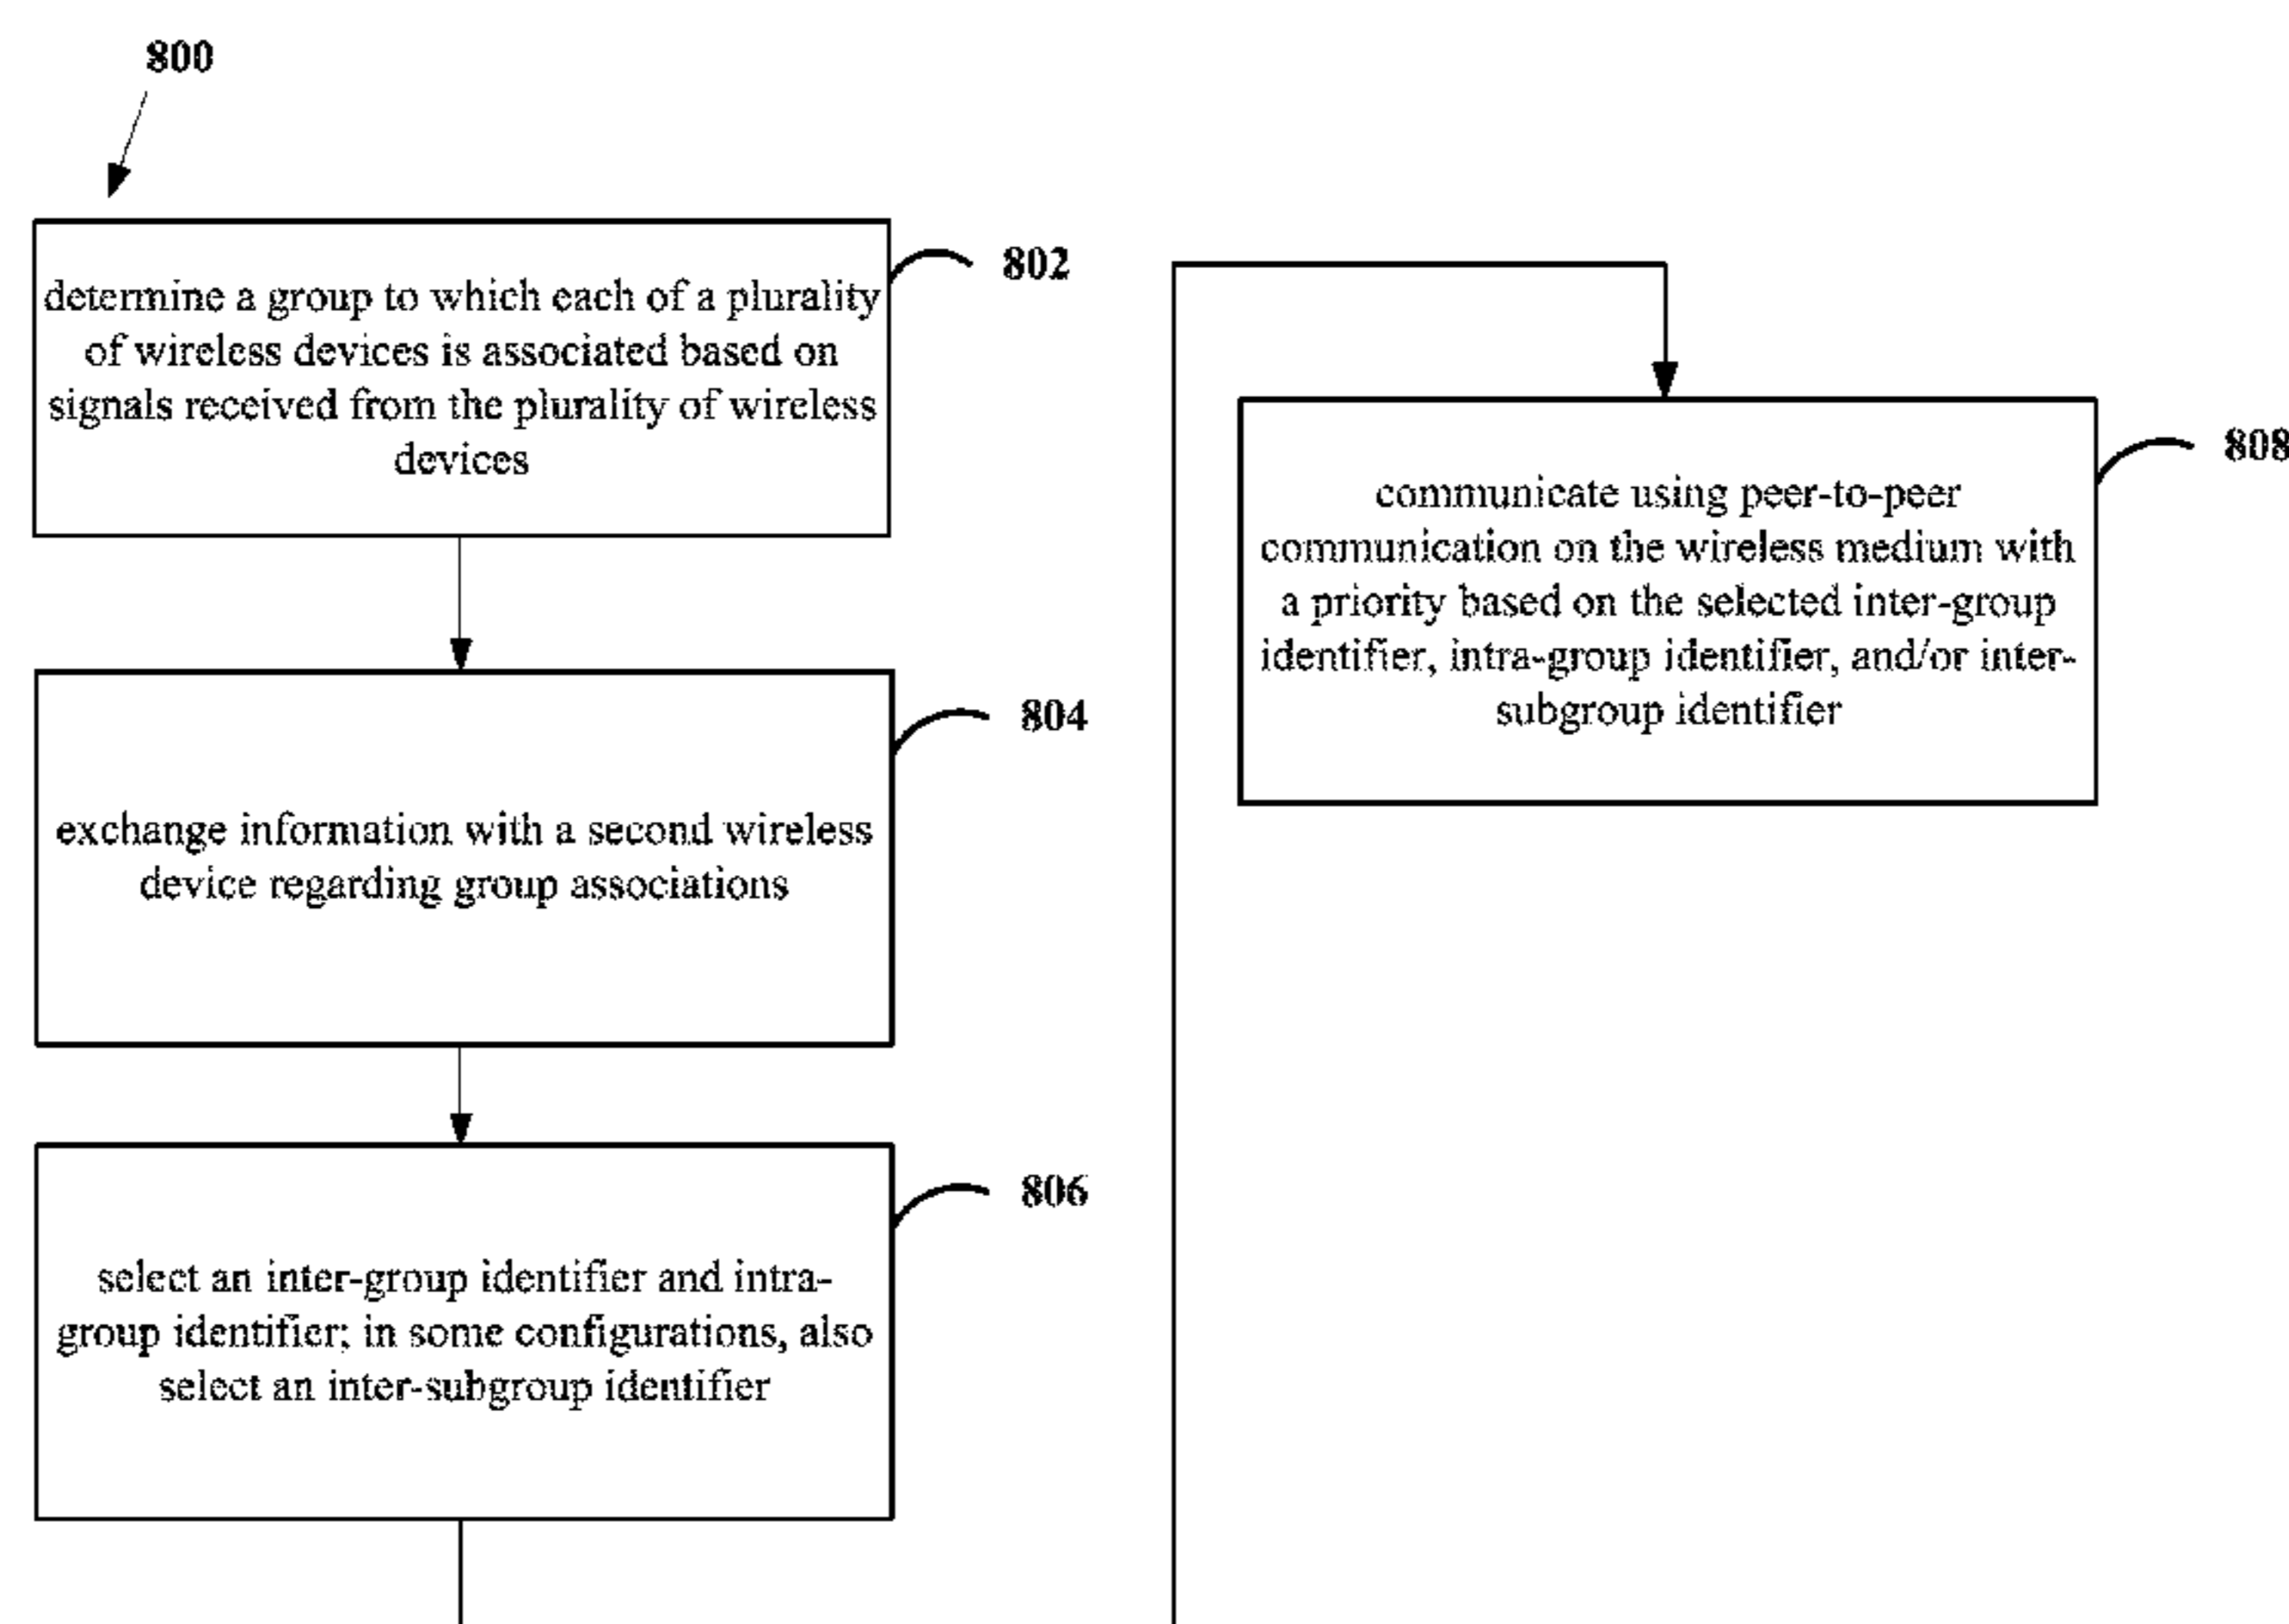 800
802
determine a group to which each of a plurality
of wireless devices is associated based on
signals received from the plurality of wireless
devices
804
exchange information with a second wireless
device regarding group associations
806
select an inter-group identifier and intra-
group identifier; in some configurations, also
select an inter-subgroup identifier
808
communicate using peer-to-peer
communication on the wireless medium with
a priority based on the selected inter-group
identifier, intra-group identifier, and/or inter-
subgroup identifier